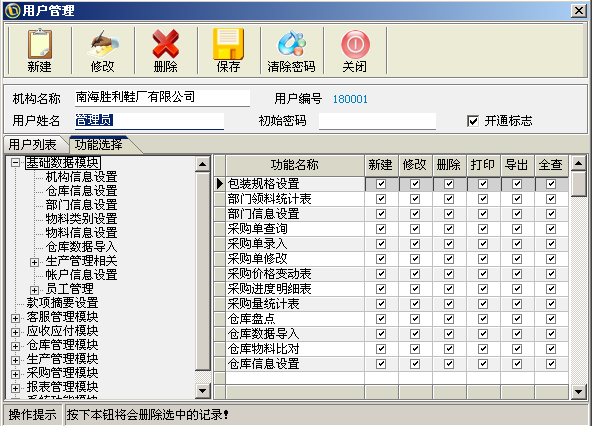 用户管理
新建 修改 删除 保存 清除密码 关闭
机构名称 南海胜利鞋厂有限公司 用户编号 180001
用户姓名 管理员 初始密码 开通标志
用户列表 功能选择
基础数据模块
机构信息设置
仓库信息设置
部门信息设置
物料类别设置
物料信息设置
仓库数据导入
生产管理相关
帐户信息设置
员工管理
款项摘要设置
客服管理模块
应收应付模块
仓库管理模块
生产管理模块
采购管理模块
报表管理模块
系统功能模块
功能名称 新建 修改 删除 打印 导出 全查
包装规格设置
部门领料统计表
部门信息设置
采购单查询
采购单录入
采购单修改
采购价格变动表
采购进度明细表
采购量统计表
仓库盘点
仓库数据导入
仓库物料比对
仓库信息设置
操作提示 按下本钮将会删除选中的记录!